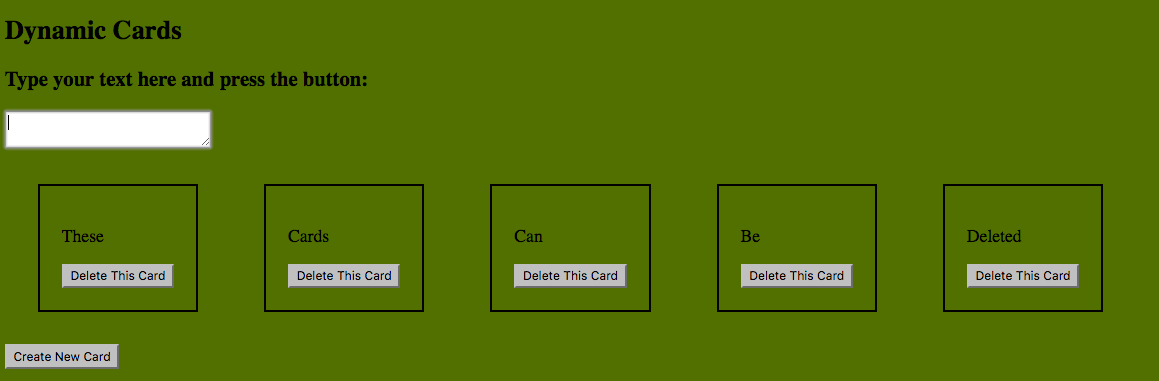 Dynamic Cards
Type your text here and press the button:
These Cards Can Be Deleted
Delete This Card Delete This Card Delete This Card Delete This Card Delete This Card
Create New Card